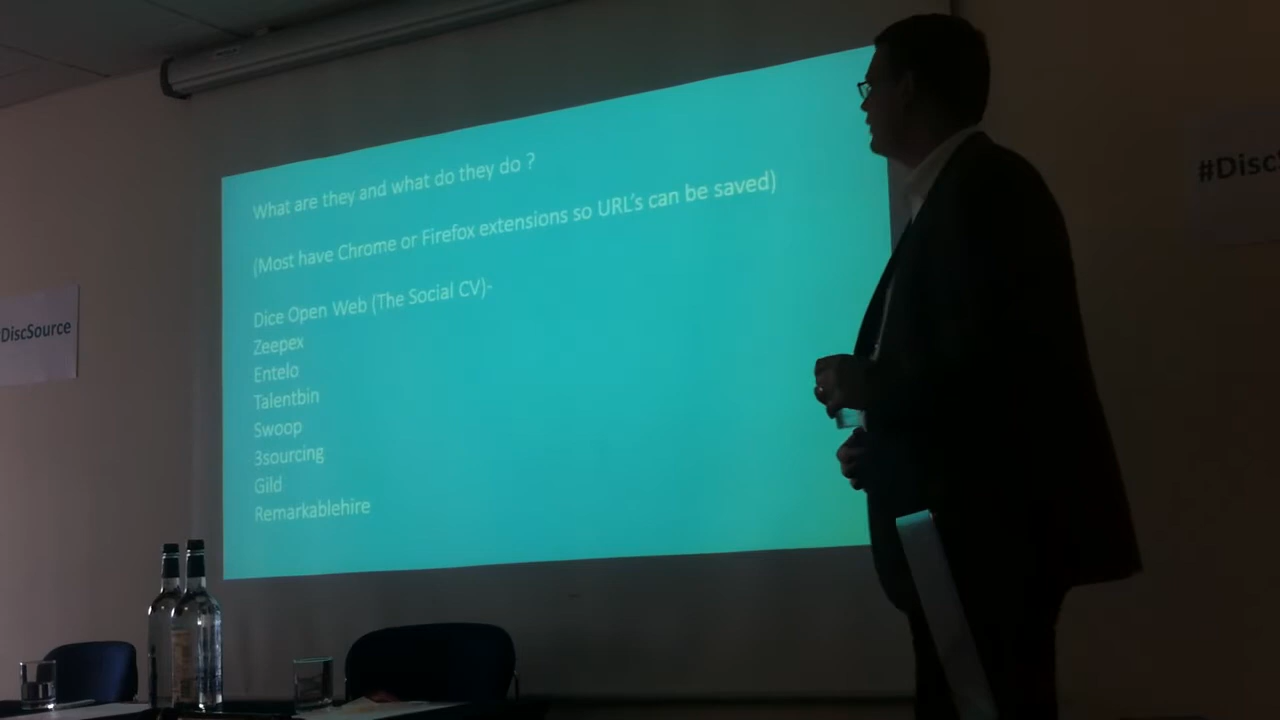 What are they and what do they do ?
(Most have Chrome or Firefox extensions so URL's can be saved)
Dice Open Web (The Social CV)-
Zeepex
Entelo
Talentbin
Swoop
3sourcing
Gild
Remarkablehire
DiscSource
#Disc